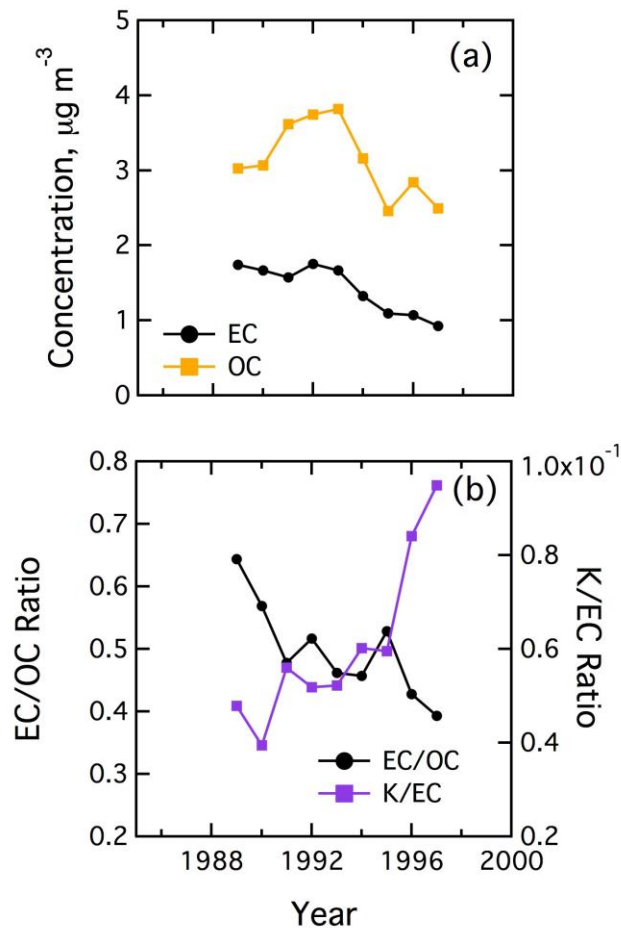 5
(a)
4
3
2
1
0
Concentration, μg m⁻³
EC
OC
0.8
0.7
0.6
0.5
0.4
0.3
0.2
EC/OC Ratio
(b)
1.0x10⁻¹
0.8
0.6
0.4
0.2
K/EC Ratio
EC/OC
K/EC
1988 1992 1996 2000
Year